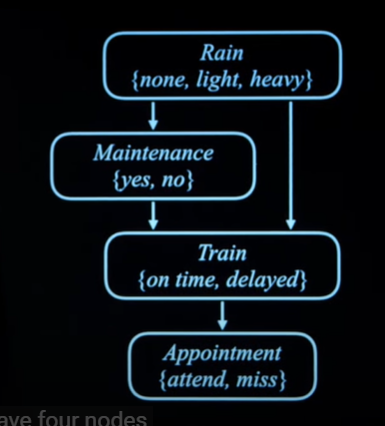 Rain
{none, light, heavy}
Maintenance
{yes, no}
Train
{on time, delayed}
Appointment
{attend, miss}
ave four nodes